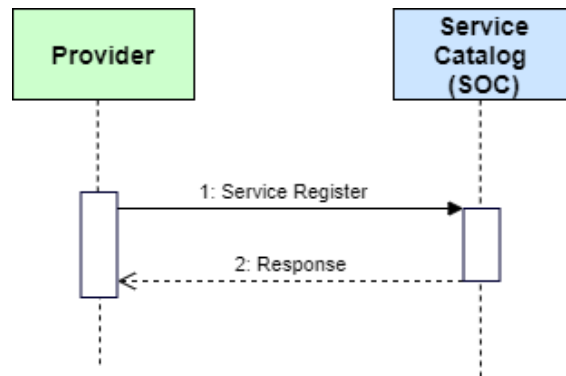 Provider
Service
Catalog
(SOC)
1: Service Register
2: Response